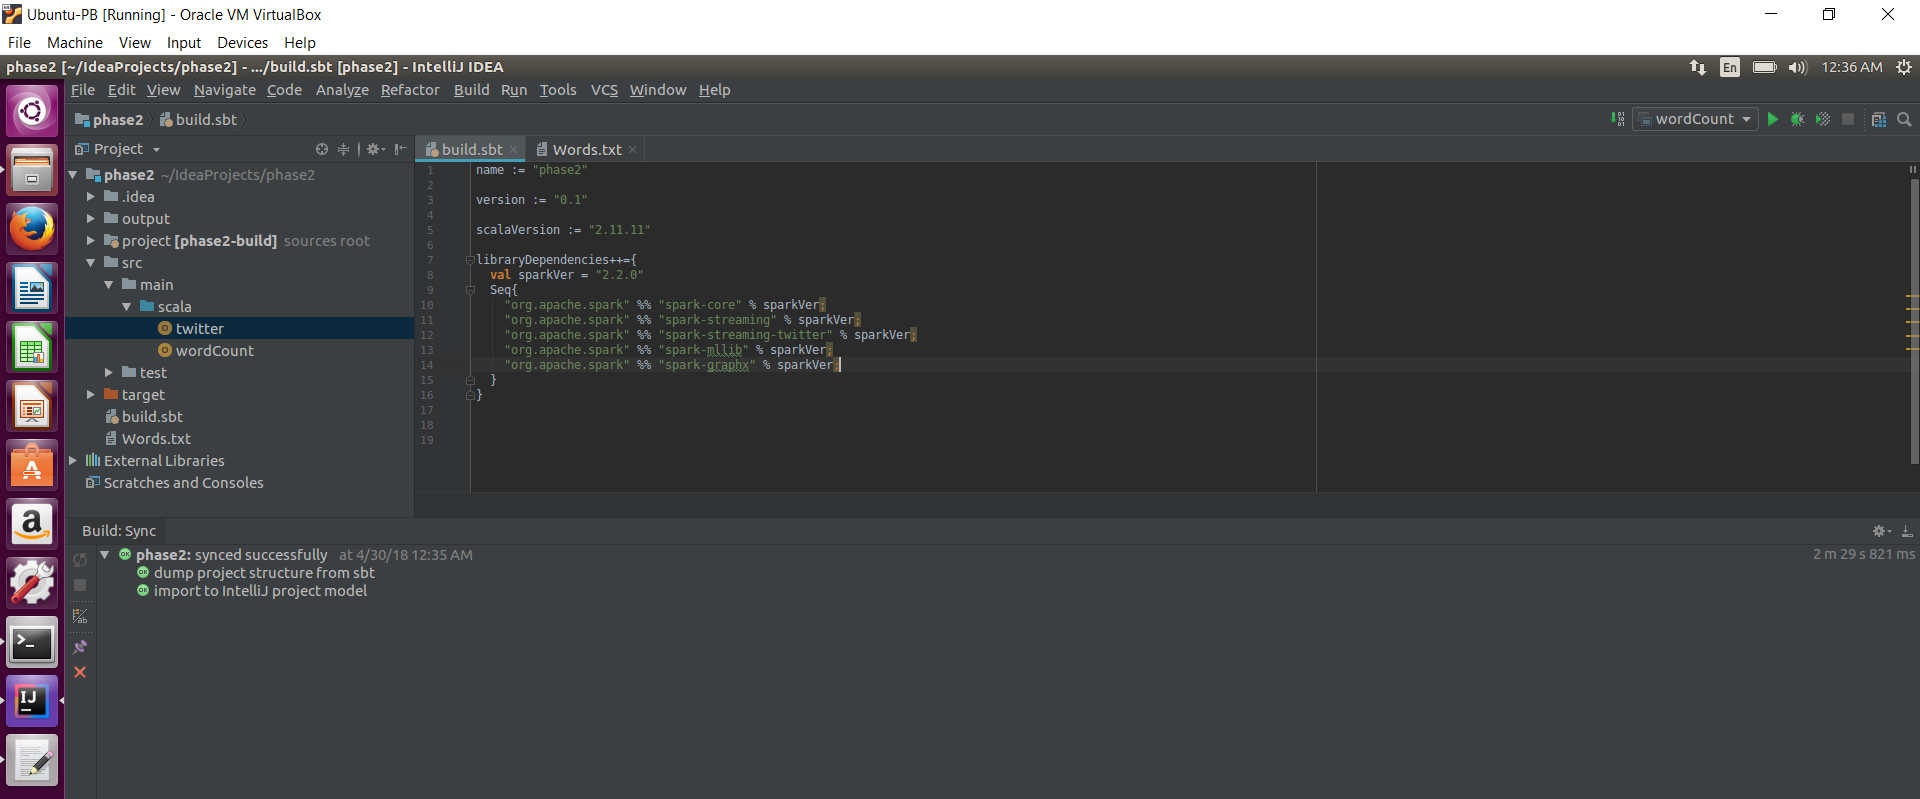 Ubuntu-PB [Running] - Oracle VM VirtualBox
File Machine View Input Devices Help
phase2 [~/IdeaProjects/phase2] - .../build.sbt [phase2] - IntelliJ IDEA
En 12:36 AM
File Edit View Navigate Code Analyze Refactor Build Run Tools VCS Window Help
phase2 build.sbt wordCount
Project
build.sbt Words.txt
phase2 ~/IdeaProjects/phase2
.idea
output
project [phase2-build] sources root
src
main
scala
twitter
wordCount
test
target
build.sbt
Words.txt
External Libraries
Scratches and Consoles
1 name := "phase2"
2
3 version := "0.1"
4
5 scalaVersion := "2.11.11"
6
7 libraryDependencies++={
8 val sparkVer = "2.2.0"
9 Seq{
10 "org.apache.spark" %% "spark-core" % sparkVer;
11 "org.apache.spark" %% "spark-streaming" % sparkVer;
12 "org.apache.spark" %% "spark-streaming-twitter" % sparkVer;
13 "org.apache.spark" %% "spark-mllib" % sparkVer;
14 "org.apache.spark" %% "spark-graphx" % sparkVer;
15 }
16 }
17
18
19
Build: Sync
phase2: synced successfully at 4/30/18 12:35 AM 2 m 29 s 821 ms
dump project structure from sbt
import to IntelliJ project model